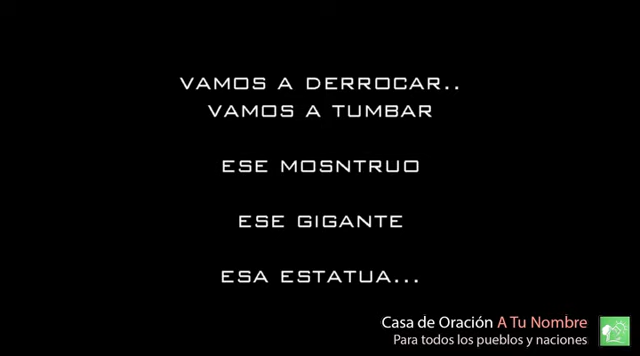 VAMOS A DERROCAR..
VAMOS A TUMBAR
ESE MOSNTRUO
ESE GIGANTE
ESA ESTATUA...
Casa de Oración A Tu Nombre
Para todos los pueblos y naciones